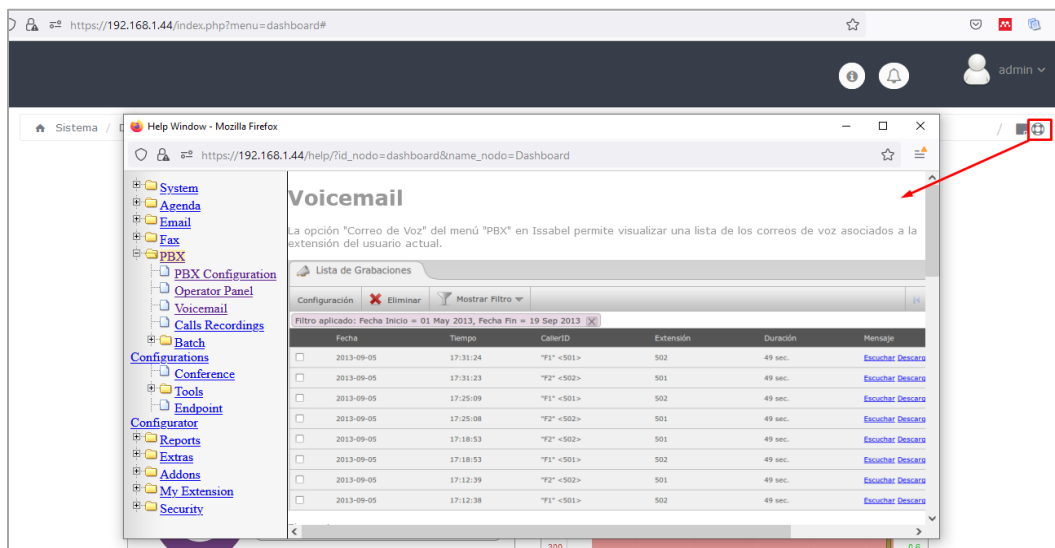 https://192.168.1.44/index.php?menu=dashboard#
admin
Sistema /
/
Help Window - Mozilla Firefox
https://192.168.1.44/help/?id_nodo=dashboard&name_nodo=Dashboard
System
Agenda
Email
Fax
PBX
PBX Configuration
Operator Panel
Voicemail
Calls Recordings
Batch
Configurations
Conference
Tools
Endpoint
Configurator
Reports
Extras
Addons
My Extension
Security
Voicemail
La opción "Correo de Voz" del menú "PBX" en Issabel permite visualizar una lista de los correos de voz asociados a la
extensión del usuario actual.
Lista de Grabaciones
Configuración Eliminar Mostrar Filtro
Filtro aplicado: Fecha Inicio = 01 May 2013, Fecha Fin = 19 Sep 2013
Fecha Tiempo CallerID Extensión Duración Mensaje
2013-09-05 17:31:24 "F1" <501> 502 49 sec. Escuchar Descarg
2013-09-05 17:31:23 "F2" <502> 501 49 sec. Escuchar Descarg
2013-09-05 17:25:09 "F1" <501> 502 49 sec. Escuchar Descarg
2013-09-05 17:25:08 "F2" <502> 501 49 sec. Escuchar Descarg
2013-09-05 17:18:53 "F2" <502> 501 49 sec. Escuchar Descarg
2013-09-05 17:18:53 "F1" <501> 502 49 sec. Escuchar Descarg
2013-09-05 17:12:39 "F2" <502> 501 49 sec. Escuchar Descarg
2013-09-05 17:12:38 "F1" <501> 502 49 sec. Escuchar Descarg